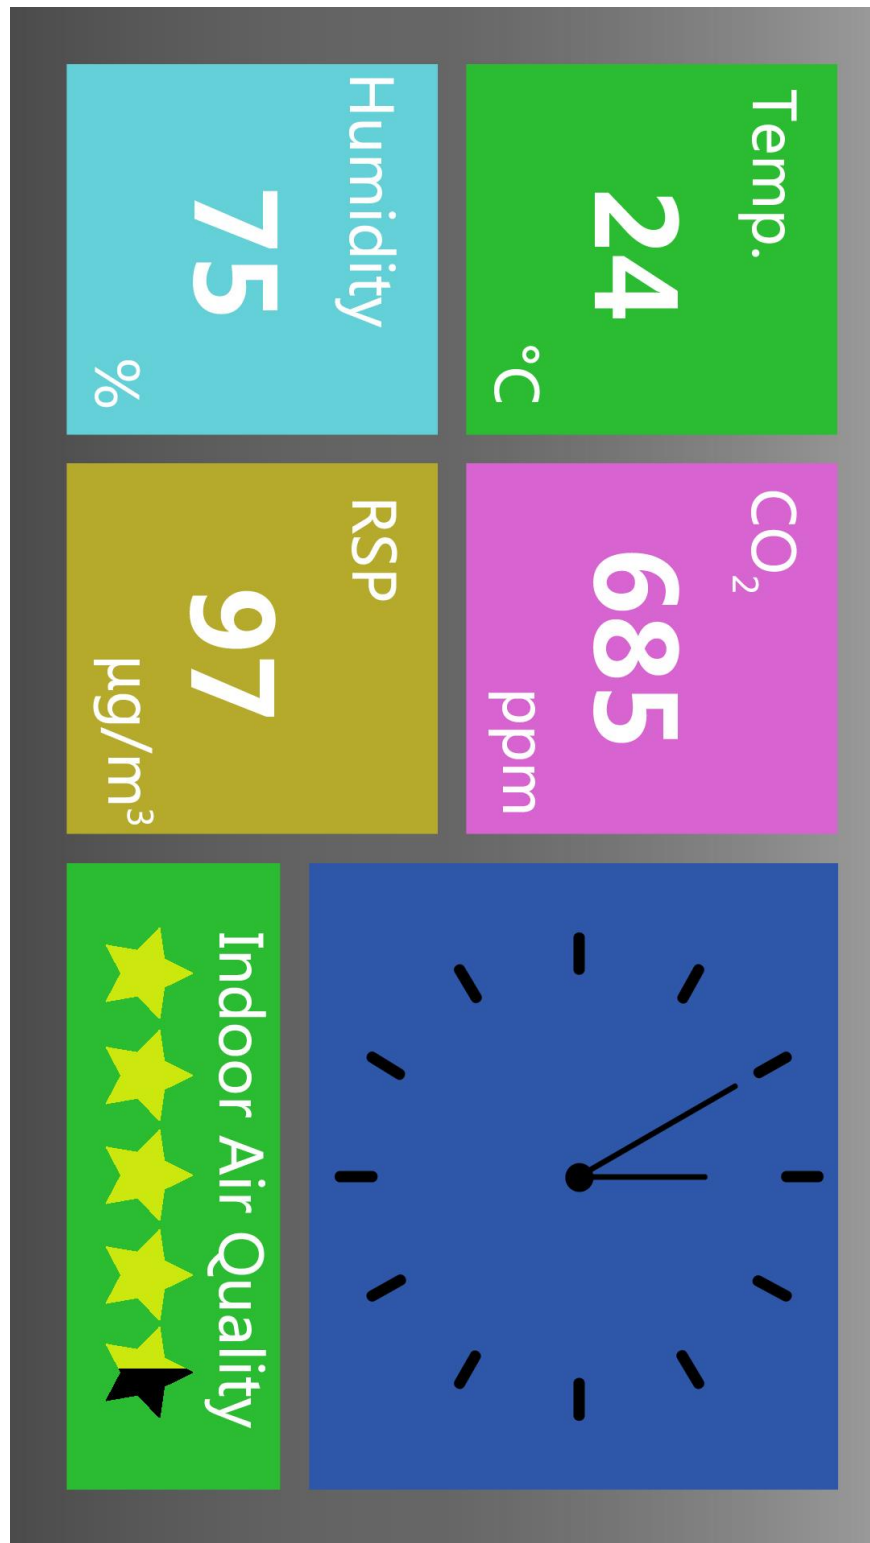 Temp.
24
°C
Humidity
75
%
CO₂
685
ppm
RSP
97
µg/m³
Indoor Air Quality